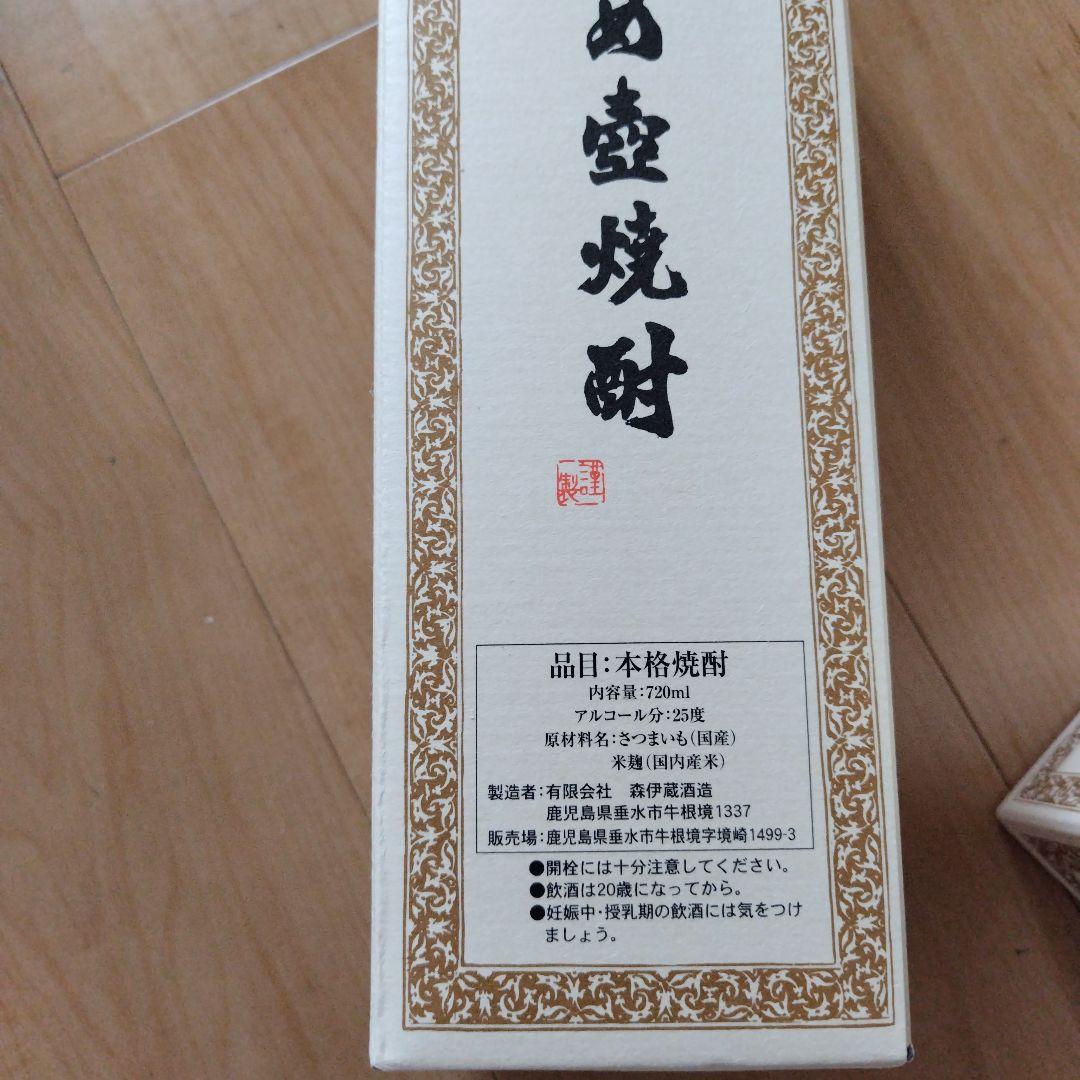 め壺焼酎
謹製
品目：本格焼酎
内容量：720ml
アルコール分：25度
原材料名：さつまいも（国産）
米麹（国内産米）
製造者：有限会社　森伊蔵酒造
鹿児島県垂水市牛根境1337
販売場：鹿児島県垂水市牛根境字境崎1499-3
●開栓には十分注意してください。
●飲酒は20歳になってから。
●妊娠中・授乳期の飲酒には気をつけ
ましょう。